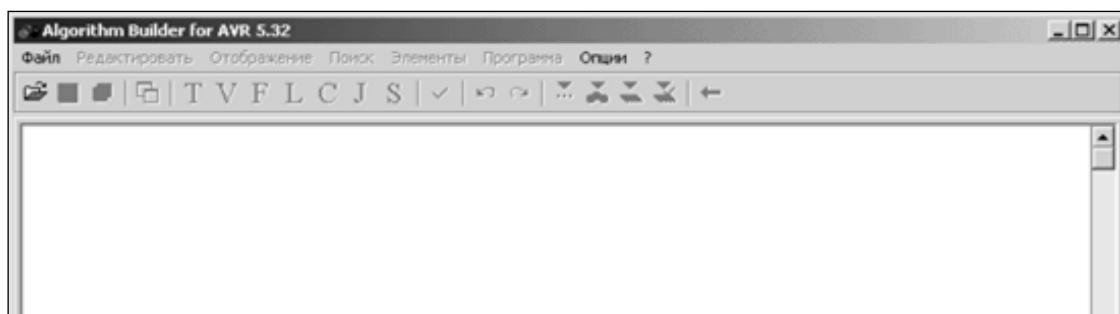 Algorithm Builder for AVR 5.32
Файл Редактировать Отображение Поиск Элементы Программа Опции ?
T V F L C J S